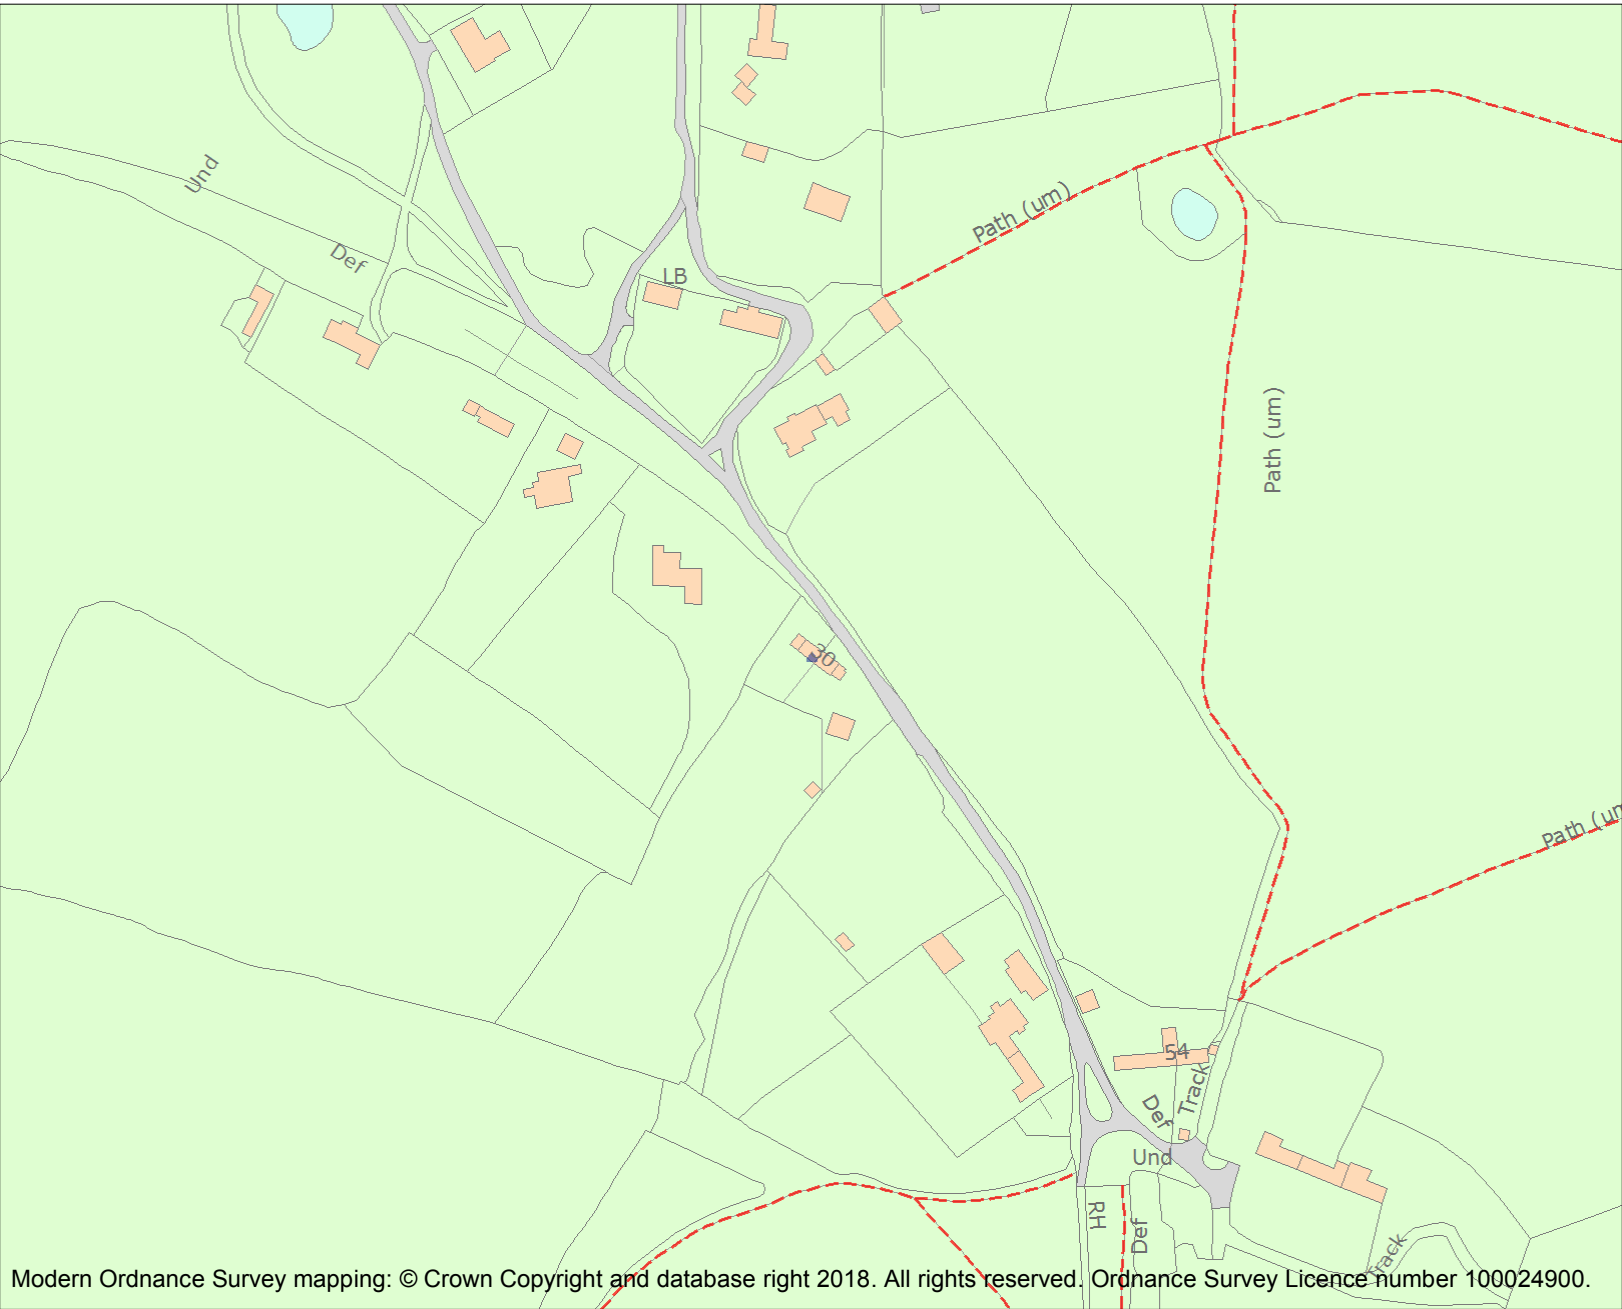 Und
Def
LB
Path (um)
Path (um)
30
Path (um
54
Track
Def
Und
RH
Def
Track
Modern Ordnance Survey mapping: © Crown Copyright and database right 2018. All rights reserved. Ordnance Survey Licence number 100024900.